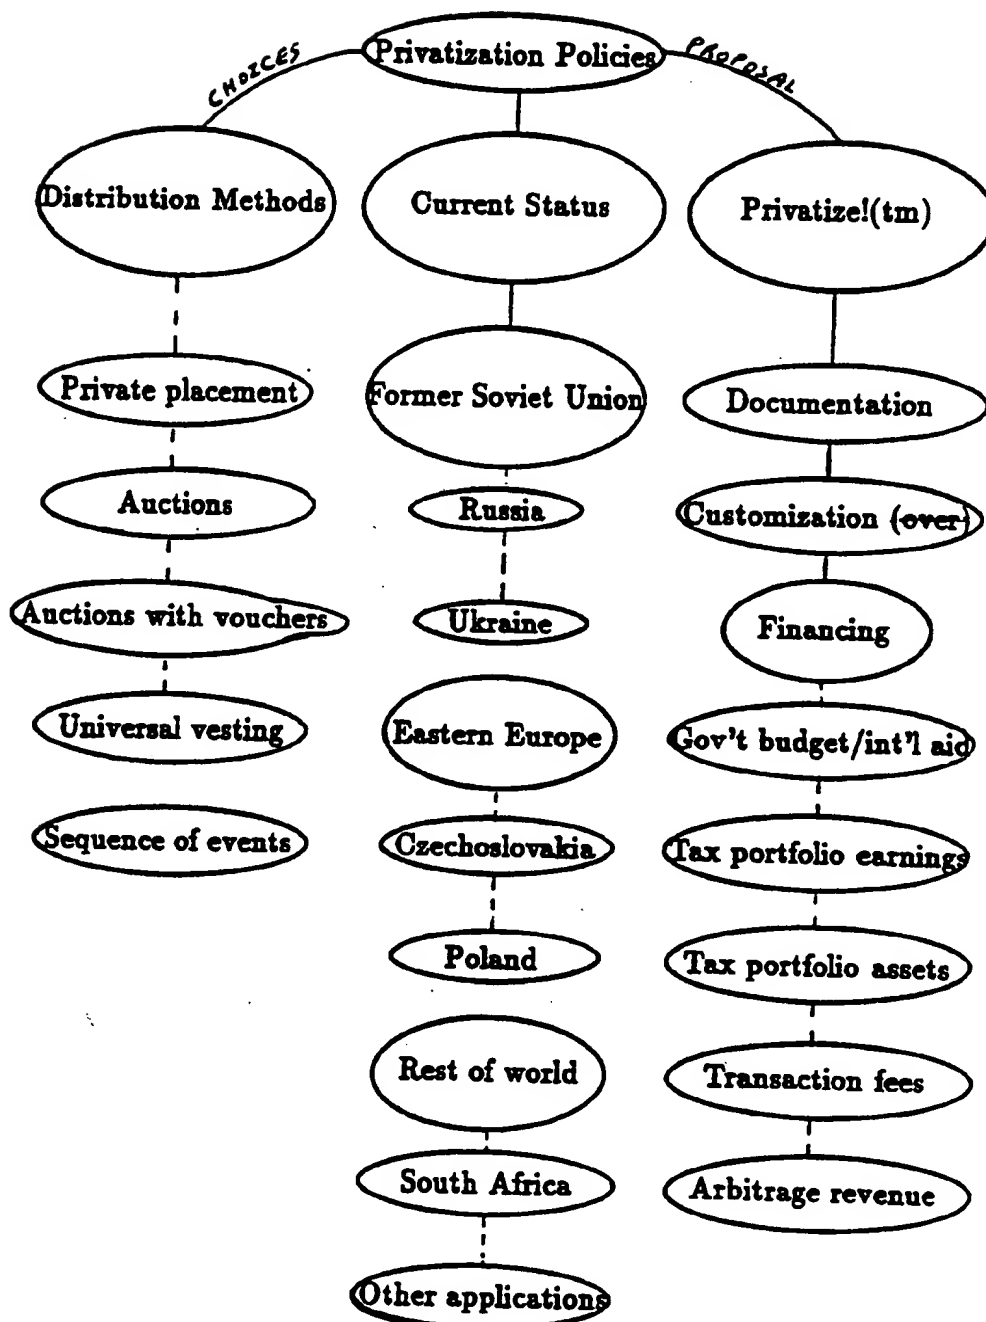 Privatization Policies
CHOICES
PROPOSAL
Distribution Methods
Private placement
Auctions
Auctions with vouchers
Universal vesting
Sequence of events
Current Status
Former Soviet Union
Russia
Ukraine
Eastern Europe
Czechoslovakia
Poland
Rest of world
South Africa
Other applications
Privatize!(tm)
Documentation
Customization (over)
Financing
Gov't budget/int'l aid
Tax portfolio earnings
Tax portfolio assets
Transaction fees
Arbitrage revenue